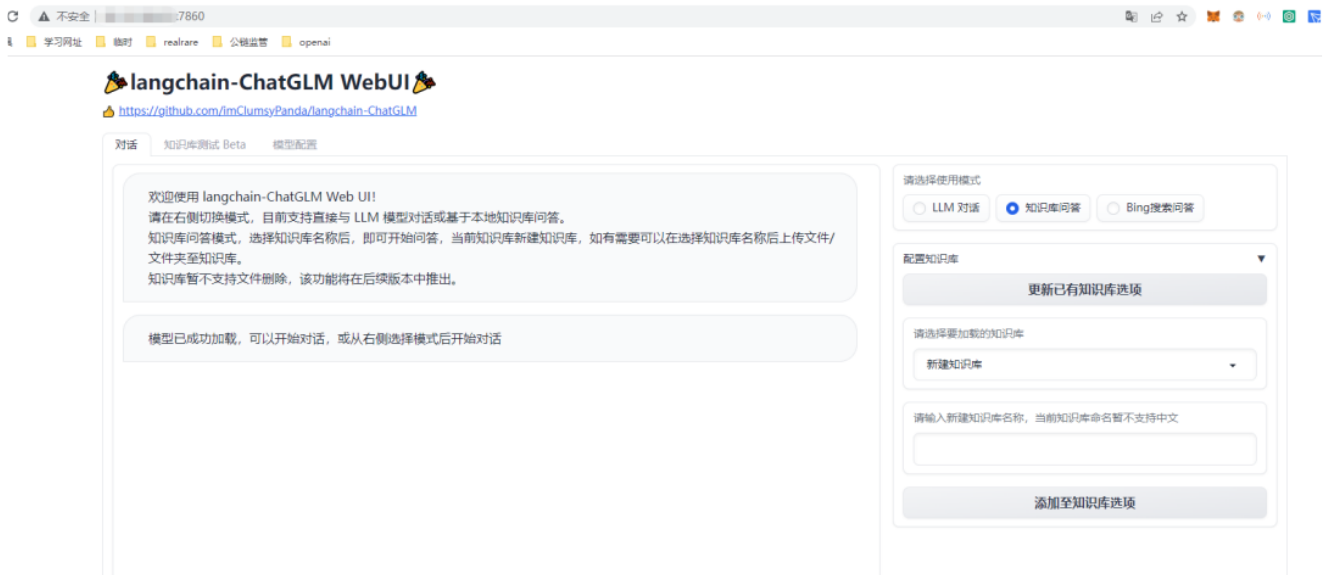 不安全 :7860
学习网址 临时 realrare 公链监管 openai
langchain-ChatGLM WebUI
https://github.com/imClumsyPanda/langchain-ChatGLM
对话 知识库测试 Beta 模型配置
欢迎使用 langchain-ChatGLM Web UI!
请在右侧切换模式，目前支持直接与 LLM 模型对话或基于本地知识库问答。
知识库问答模式，选择知识库名称后，即可开始问答，当前知识库新建知识库，如有需要可以在选择知识库名称后上传文件/
文件夹至知识库。
知识库暂不支持文件删除，该功能将在后续版本中推出。
模型已成功加载，可以开始对话，或从右侧选择模式后开始对话
请选择使用模式
LLM 对话 知识库问答 Bing搜索问答
配置知识库
更新已有知识库选项
请选择要加载的知识库
新建知识库
请输入新建知识库名称，当前知识库命名暂不支持中文
添加至知识库选项